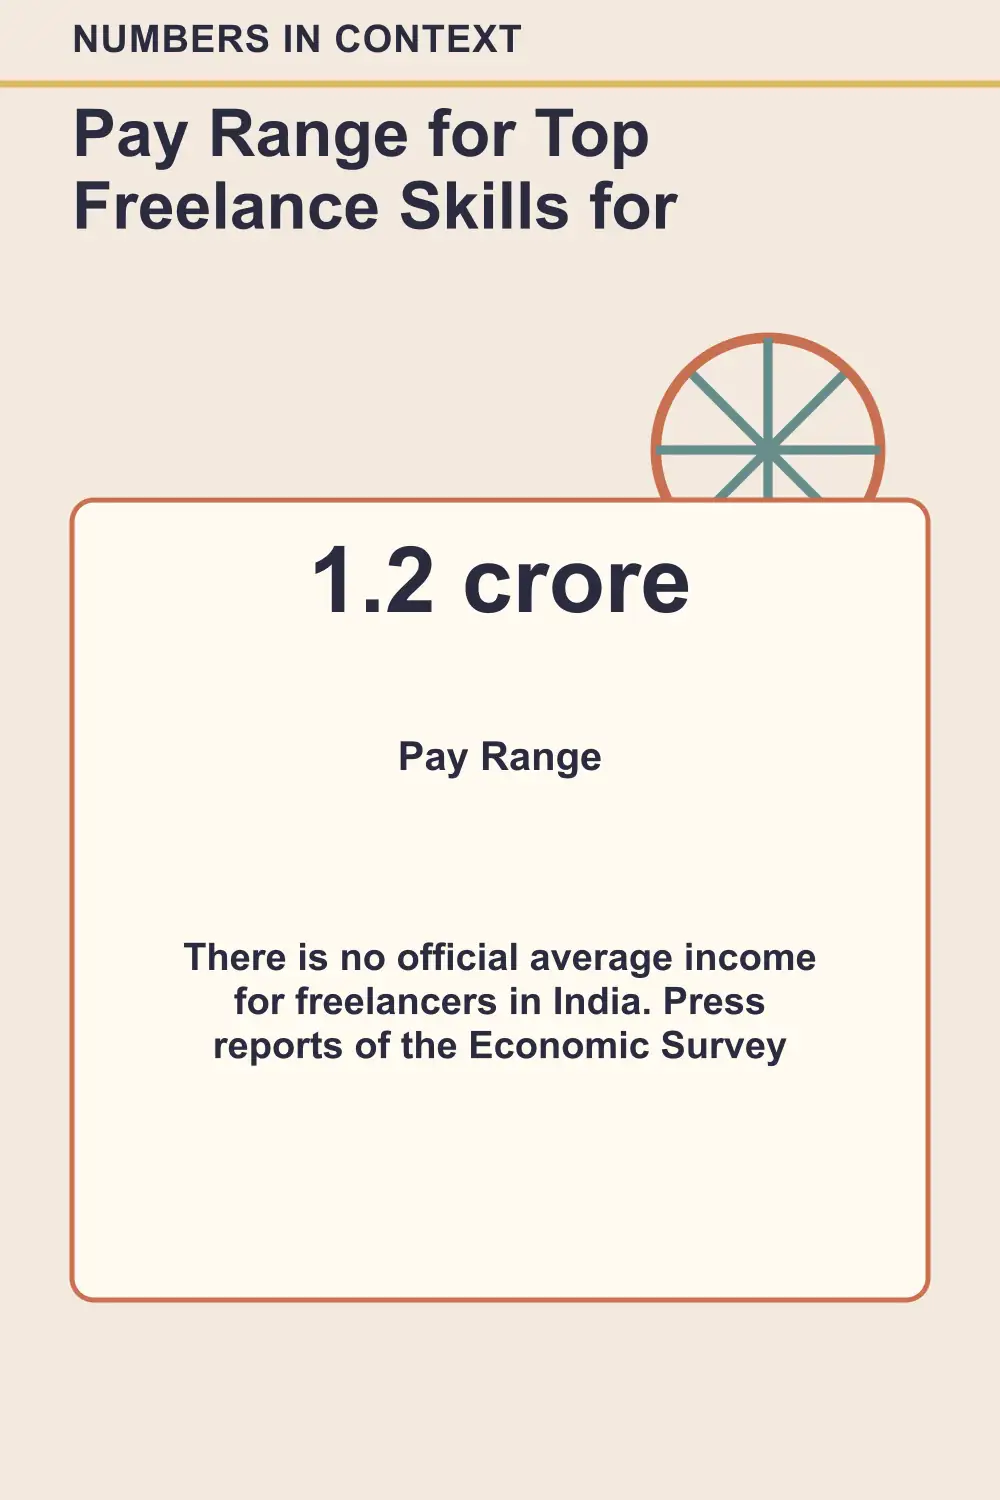 NUMBERS IN CONTEXT
Pay Range for Top
Freelance Skills for
1.2 crore
Pay Range
There is no official average income
for freelancers in India. Press
reports of the Economic Survey